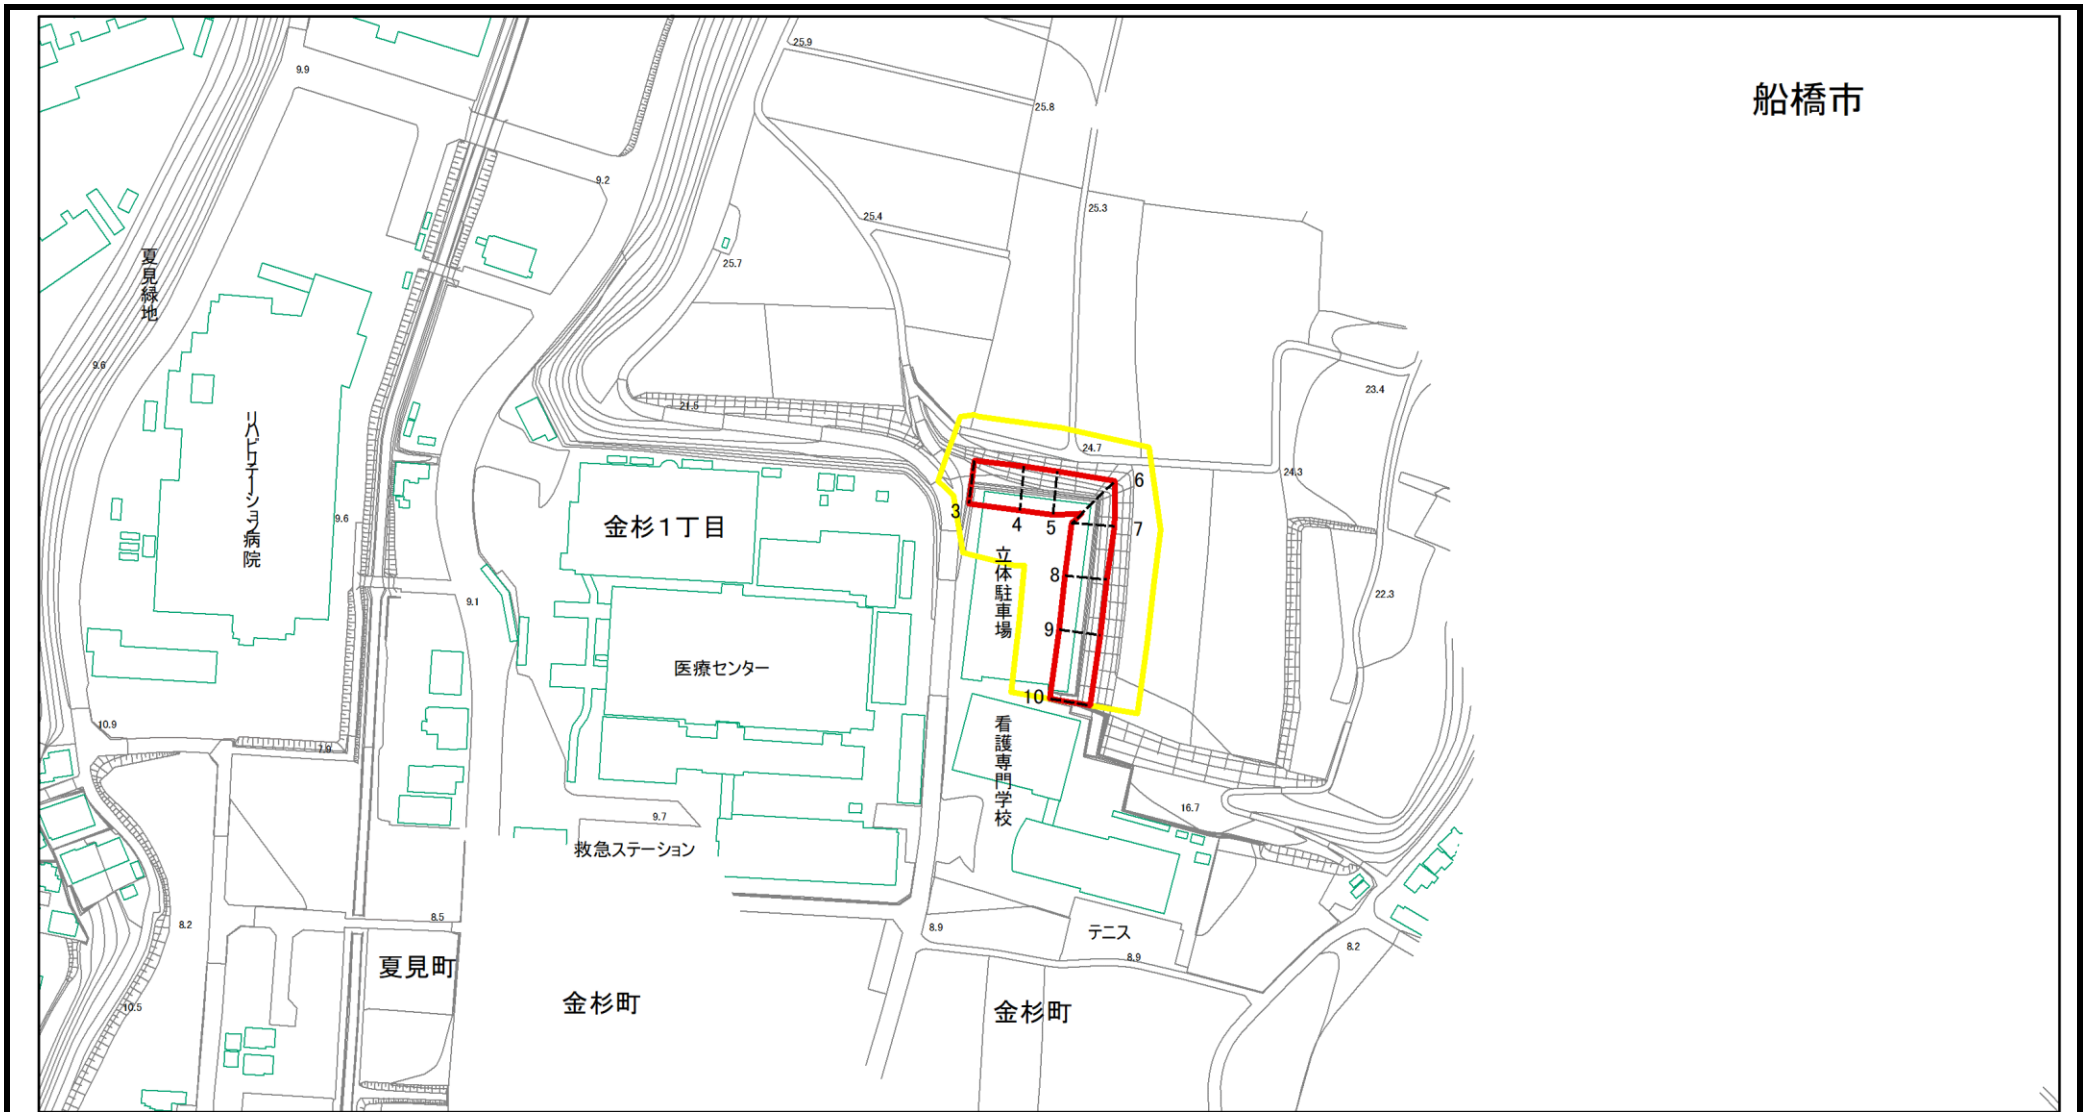 船橋市
25.9
9.9
25.8
9.2
25.3
25.4
25.7
夏見緑地
9.6
23.4
21.5
リハビリテーション病院
24.7
24.3
6
3
4
5
7
9.6
金杉1丁目
立体駐車場
8
9.1
22.3
9
医療センター
10
10.9
7.9
看護専門学校
16.7
9.7
救急ステーション
8.5
8.2
8.9
テニス
8.2
8.9
夏見町
金杉町
金杉町
10.5